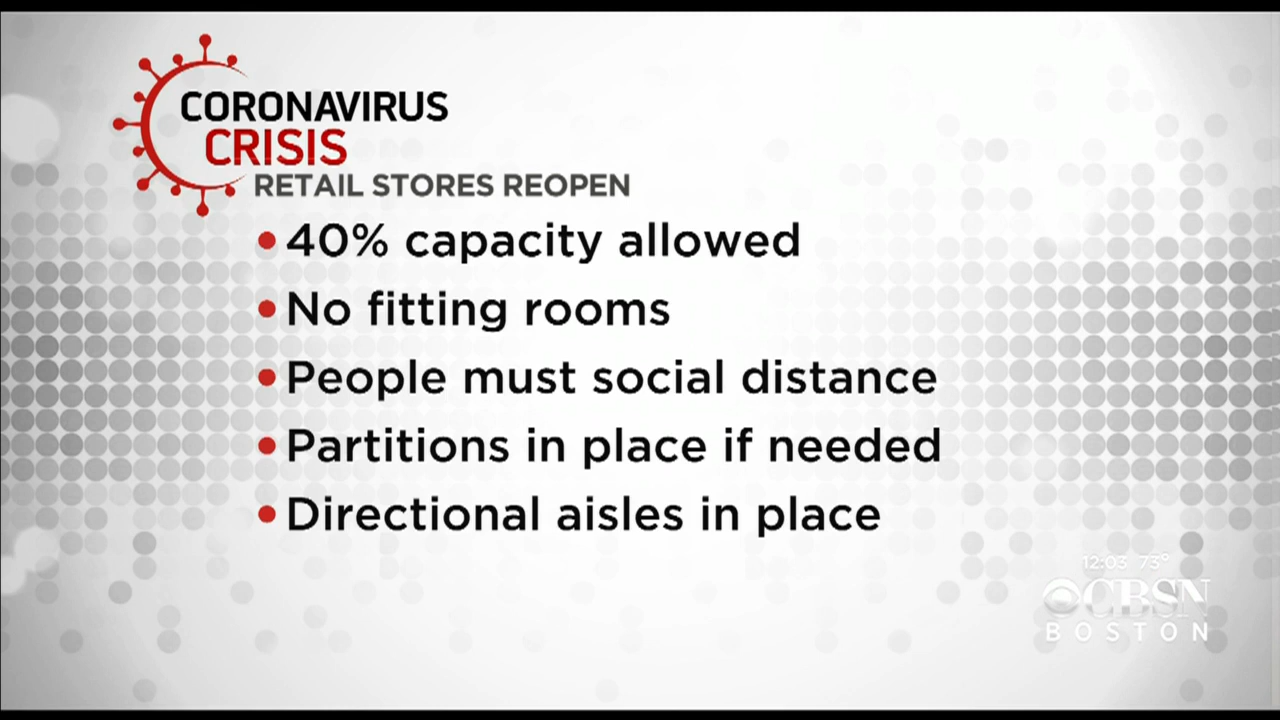 CORONAVIRUS
CRISIS
RETAIL STORES REOPEN
40% capacity allowed
No fitting rooms
People must social distance
Partitions in place if needed
Directional aisles in place
12:03 73°
CBSN
BOSTON